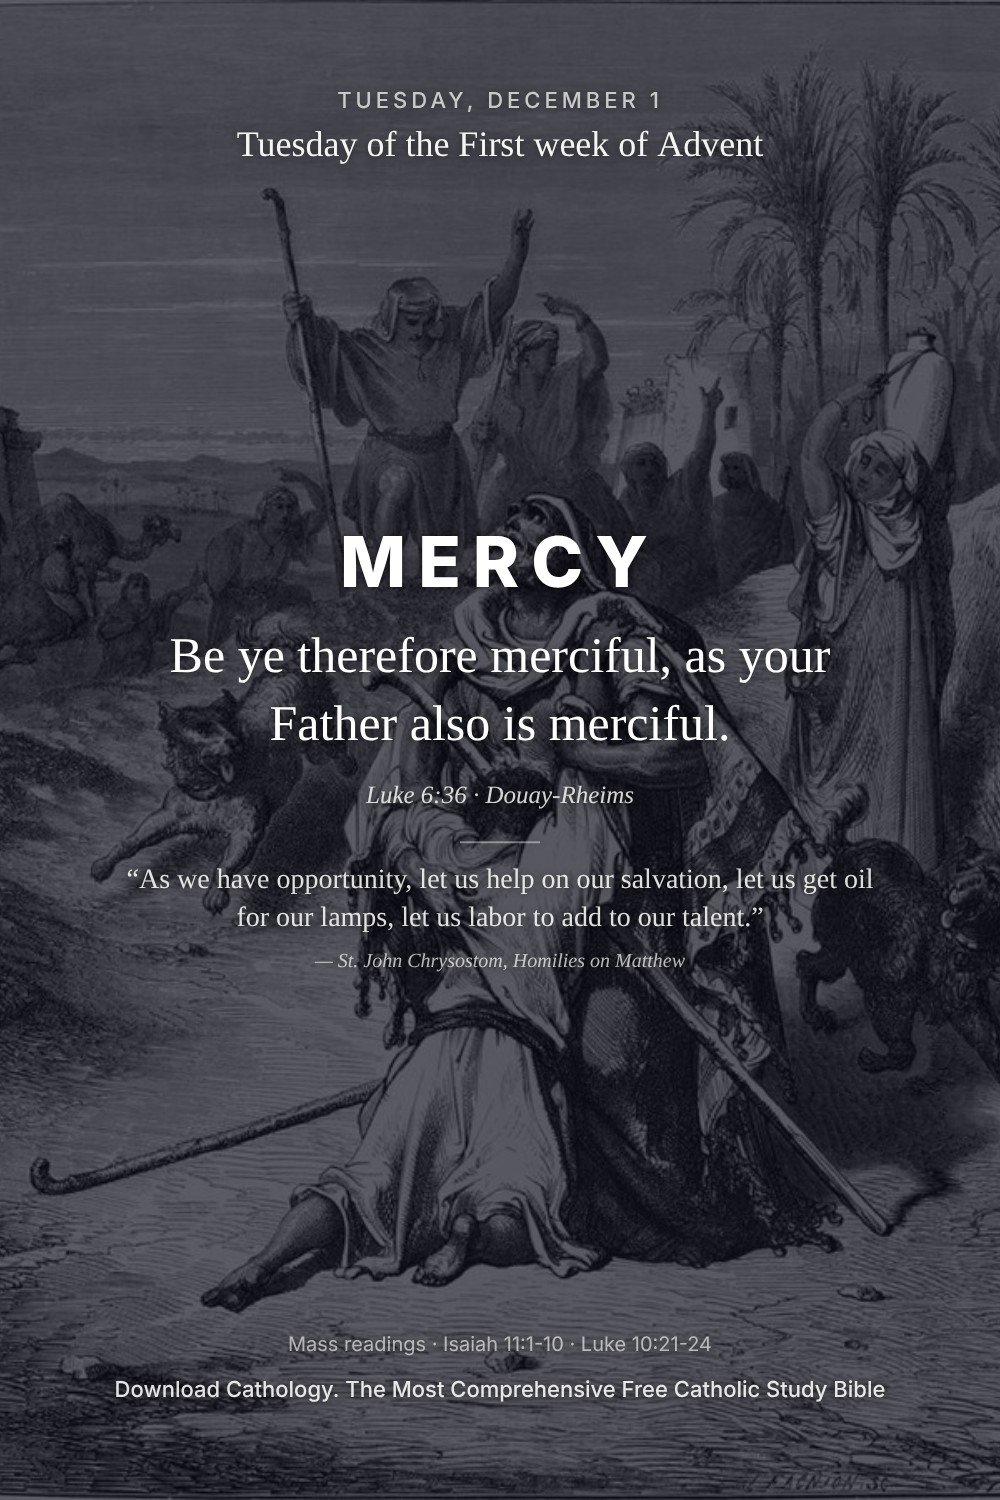 TUESDAY, DECEMBER 1
Tuesday of the First week of Advent
MERCY
Be ye therefore merciful, as your
Father also is merciful.
Luke 6:36 · Douay-Rheims
“As we have opportunity, let us help on our salvation, let us get oil
for our lamps, let us labor to add to our talent.”
— St. John Chrysostom, Homilies on Matthew
Mass readings · Isaiah 11:1-10 · Luke 10:21-24
Download Cathology. The Most Comprehensive Free Catholic Study Bible